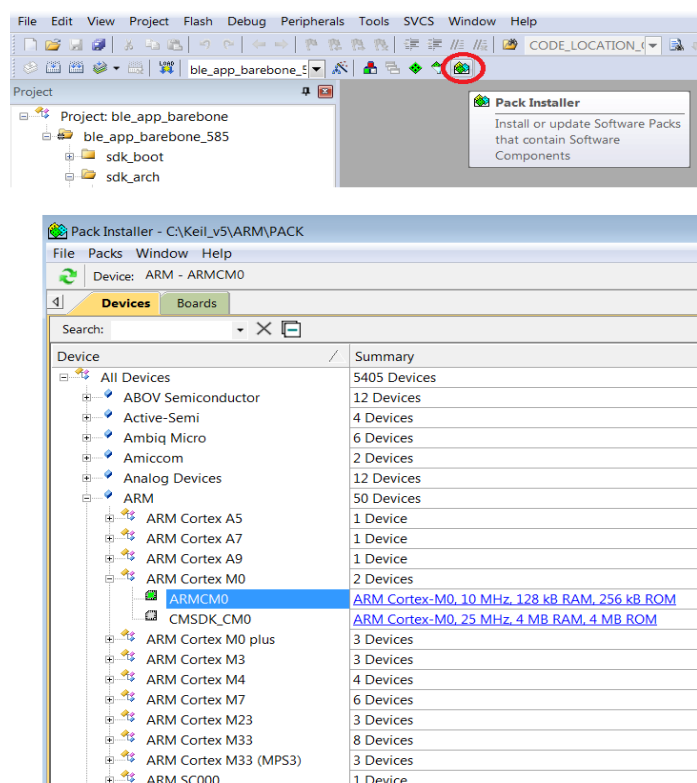 File Edit View Project Flash Debug Peripherals Tools SVCS Window Help
CODE_LOCATION_(
LOAD ble_app_barebone_5
Project
Project: ble_app_barebone
ble_app_barebone_585
sdk_boot
sdk_arch
Pack Installer
Install or update Software Packs
that contain Software
Components
Pack Installer - C:\Keil_v5\ARM\PACK
File Packs Window Help
Device: ARM - ARMCM0
Devices Boards
Search:
Device Summary
All Devices 5405 Devices
ABOV Semiconductor 12 Devices
Active-Semi 4 Devices
Ambiq Micro 6 Devices
Amiccom 2 Devices
Analog Devices 12 Devices
ARM 50 Devices
ARM Cortex A5 1 Device
ARM Cortex A7 1 Device
ARM Cortex A9 1 Device
ARM Cortex M0 2 Devices
ARMCM0 ARM Cortex-M0, 10 MHz, 128 kB RAM, 256 kB ROM
CMSDK_CM0 ARM Cortex-M0, 25 MHz, 4 MB RAM, 4 MB ROM
ARM Cortex M0 plus 3 Devices
ARM Cortex M3 3 Devices
ARM Cortex M4 4 Devices
ARM Cortex M7 6 Devices
ARM Cortex M23 3 Devices
ARM Cortex M33 8 Devices
ARM Cortex M33 (MPS3) 3 Devices
ARM SC000 1 Device